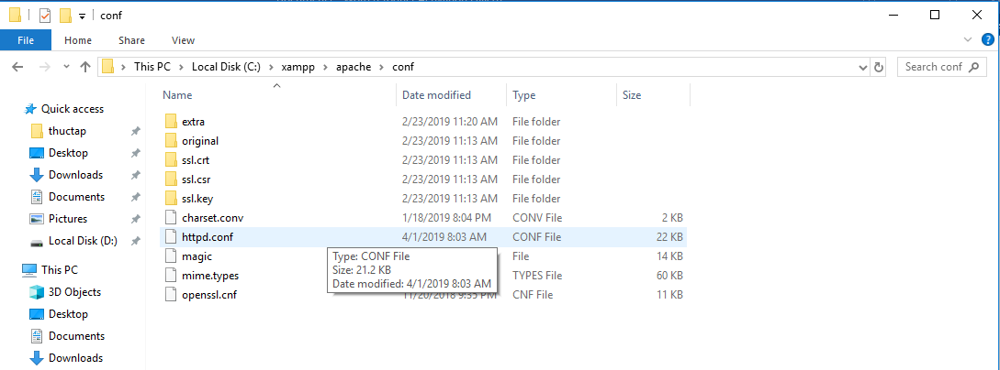 conf
File Home Share View
This PC Local Disk (C:) xampp apache conf Search conf
Name Date modified Type Size
Quick access
thuctap
Desktop
Downloads
Documents
Pictures
Local Disk (D:)
This PC
3D Objects
Desktop
Documents
Downloads
extra 2/23/2019 11:20 AM File folder
original 2/23/2019 11:13 AM File folder
ssl.crt 2/23/2019 11:13 AM File folder
ssl.csr 2/23/2019 11:13 AM File folder
ssl.key 2/23/2019 11:13 AM File folder
charset.conv 1/18/2019 8:04 PM CONV File 2 KB
httpd.conf 4/1/2019 8:03 AM CONF File 22 KB
magic File 14 KB
mime.types TYPES File 60 KB
openssl.cnf 11/20/2018 9:35 PM CNF File 11 KB
Type: CONF File
Size: 21.2 KB
Date modified: 4/1/2019 8:03 AM